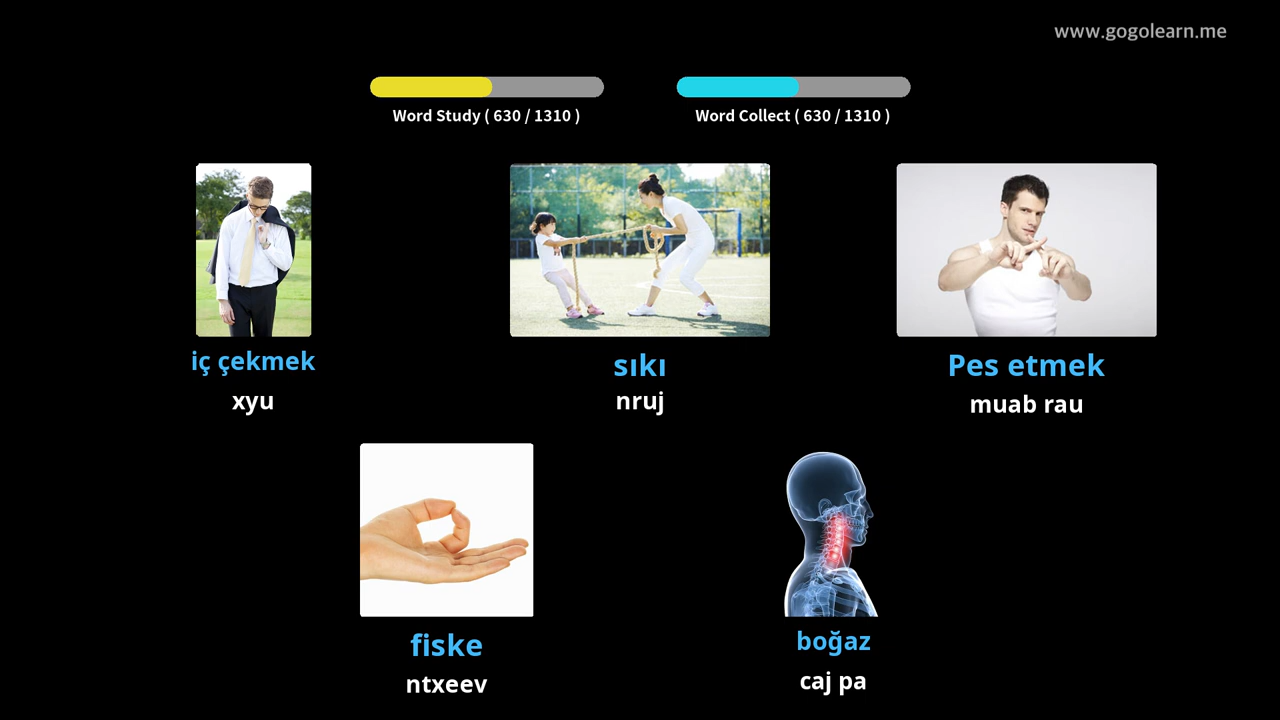 www.gogolearn.me
Word Study ( 630 / 1310 )
Word Collect ( 630 / 1310 )
iç çekmek
xyu
sıkı
nruj
Pes etmek
muab rau
fiske
ntxeev
boğaz
caj pa